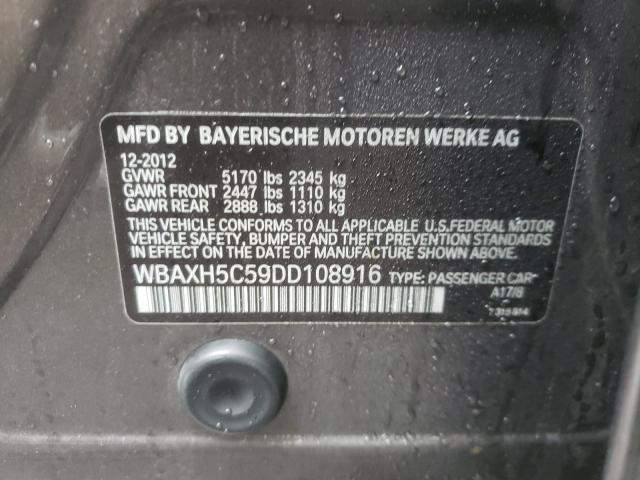 MFD BY BAYERISCHE MOTOREN WERKE AG
12-2012
GVWR 5170 lbs 2345 kg
GAWR FRONT 2447 lbs 1110 kg
GAWR REAR 2888 lbs 1310 kg
THIS VEHICLE CONFORMS TO ALL APPLICABLE U.S.FEDERAL MOTOR
VEHICLE SAFETY, BUMPER AND THEFT PREVENTION STANDARDS
IN EFFECT ON THE DATE OF MANUFACTURE SHOWN ABOVE.
WBAXH5C59DD108916 TYPE: PASSENGER CAR
A17/8